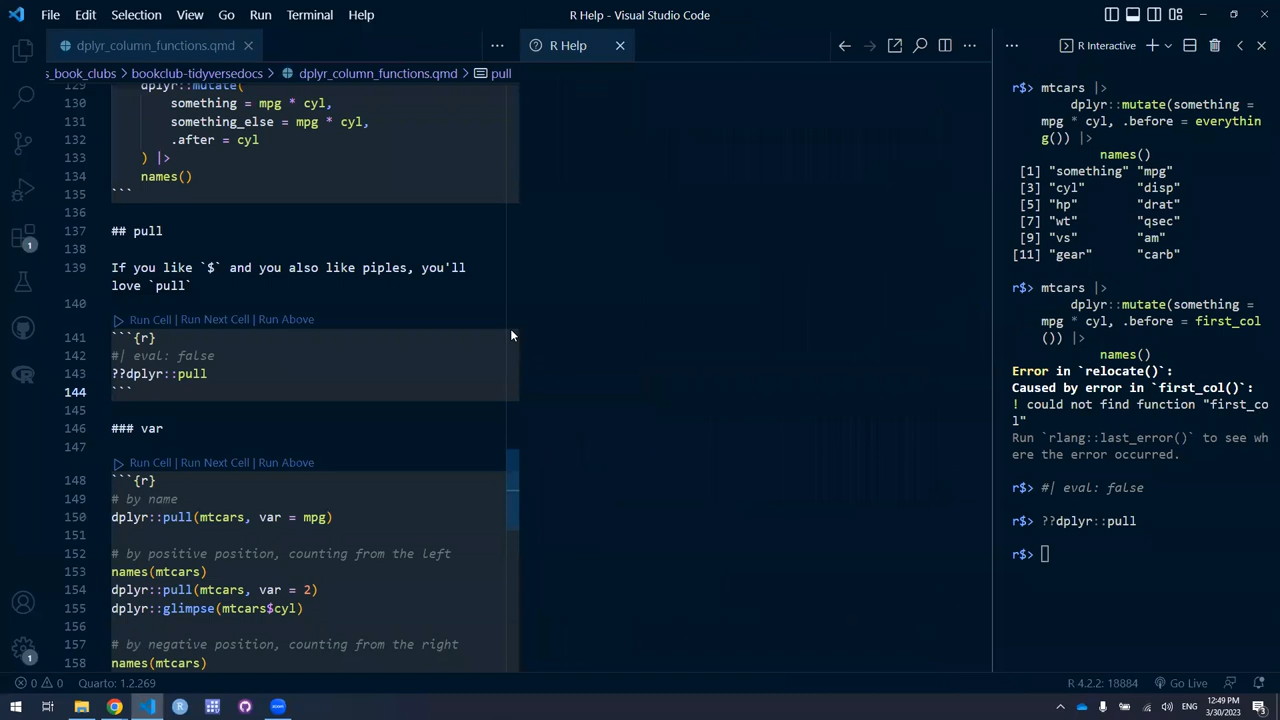 File Edit Selection View Go Run Terminal Help
R Help - Visual Studio Code
dplyr_column_functions.qmd
R Help
R Interactive
s_book_clubs > bookclub-tidyversedocs > dplyr_column_functions.qmd > pull
129 dplyr::mutate(
130 something = mpg * cyl,
131 something_else = mpg * cyl,
132 .after = cyl
133 ) |>
134 names()
135 ```
136
137 ## pull
138
139 If you like `$` and you also like piples, you'll
love `pull`
140
Run Cell | Run Next Cell | Run Above
141 ```{r}
142 #| eval: false
143 ??dplyr::pull
144 ```
145
146 ### var
147
Run Cell | Run Next Cell | Run Above
148 ```{r}
149 # by name
150 dplyr::pull(mtcars, var = mpg)
151
152 # by positive position, counting from the left
153 names(mtcars)
154 dplyr::pull(mtcars, var = 2)
155 dplyr::glimpse(mtcars$cyl)
156
157 # by negative position, counting from the right
158 names(mtcars)
r$> mtcars |>
dplyr::mutate(something =
mpg * cyl, .before = everythin
g()) |>
names()
[1] "something" "mpg"
[3] "cyl" "disp"
[5] "hp" "drat"
[7] "wt" "qsec"
[9] "vs" "am"
[11] "gear" "carb"
r$> mtcars |>
dplyr::mutate(something =
mpg * cyl, .before = first_col
()) |>
names()
Error in `relocate()`:
Caused by error in `first_col()`:
! could not find function "first_co
l"
Run `rlang::last_error()` to see wh
ere the error occurred.
r$> #| eval: false
r$> ??dplyr::pull
r$>
1
1
0 0 Quarto: 1.2.269
R 4.2.2: 18884 Go Live
ENG
12:49 PM
3/30/2023
3